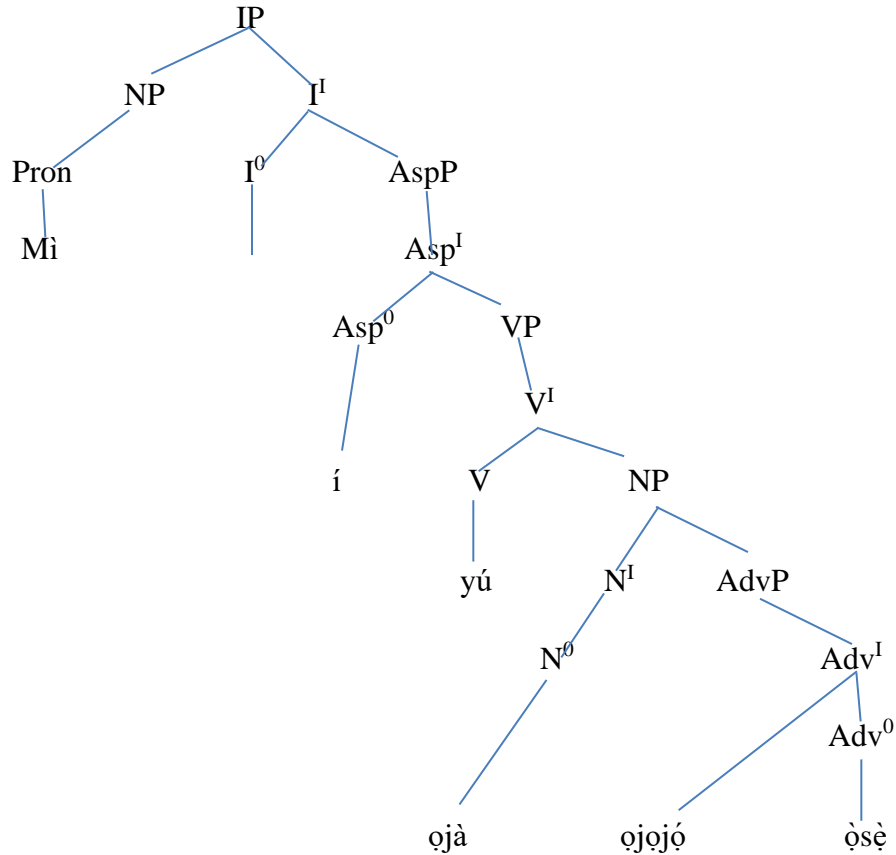 IP
NP I^I
Pron I^0 AspP
Mì Asp^I
Asp^0 VP
V^I
í V NP
yú N^I AdvP
N^0 Adv^I
Adv^0
ọjà ọjọjọ́ ọ̀sẹ̀